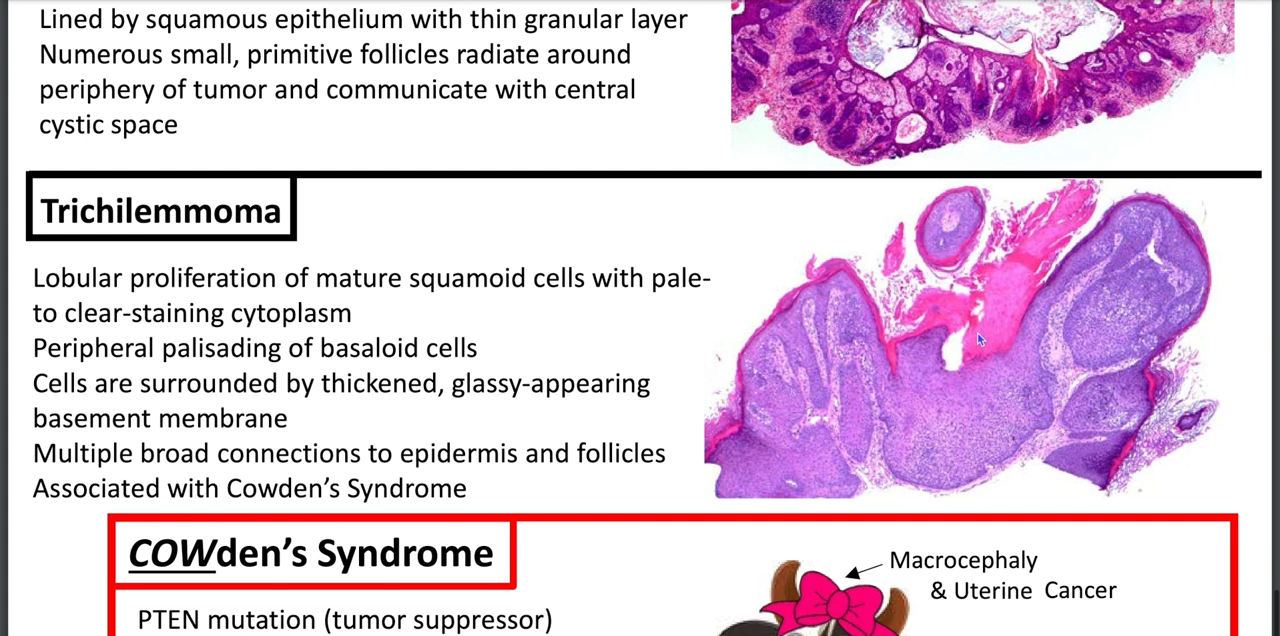 Lined by squamous epithelium with thin granular layer
Numerous small, primitive follicles radiate around
periphery of tumor and communicate with central
cystic space
Trichilemmoma
Lobular proliferation of mature squamoid cells with pale-
to clear-staining cytoplasm
Peripheral palisading of basaloid cells
Cells are surrounded by thickened, glassy-appearing
basement membrane
Multiple broad connections to epidermis and follicles
Associated with Cowden’s Syndrome
COWden’s Syndrome
Macrocephaly
& Uterine Cancer
PTEN mutation (tumor suppressor)